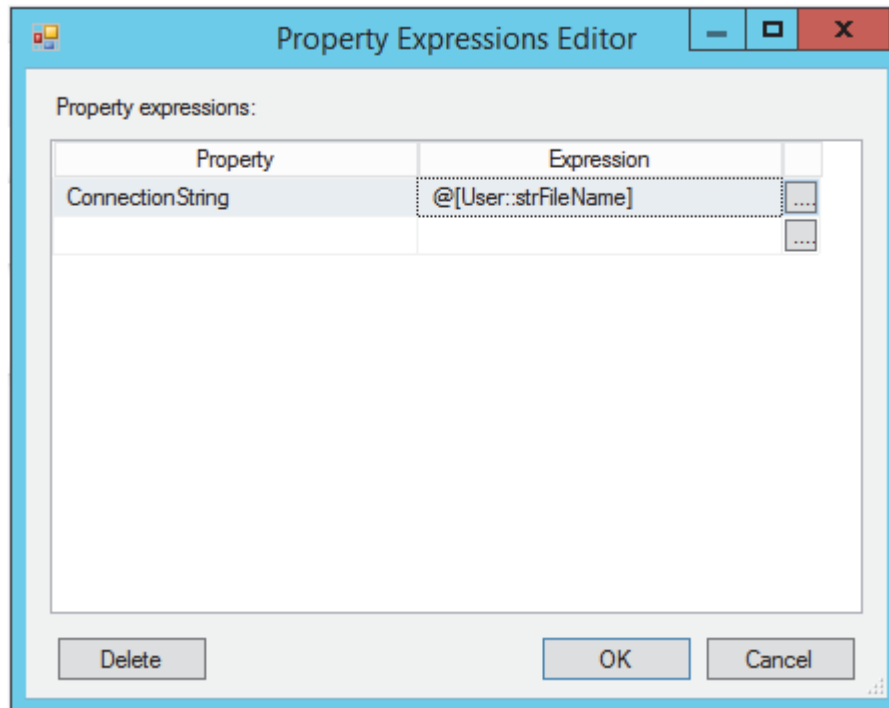 Property Expressions Editor
Property expressions:
Property Expression
ConnectionString @[User::strFileName] ....
....
Delete OK Cancel